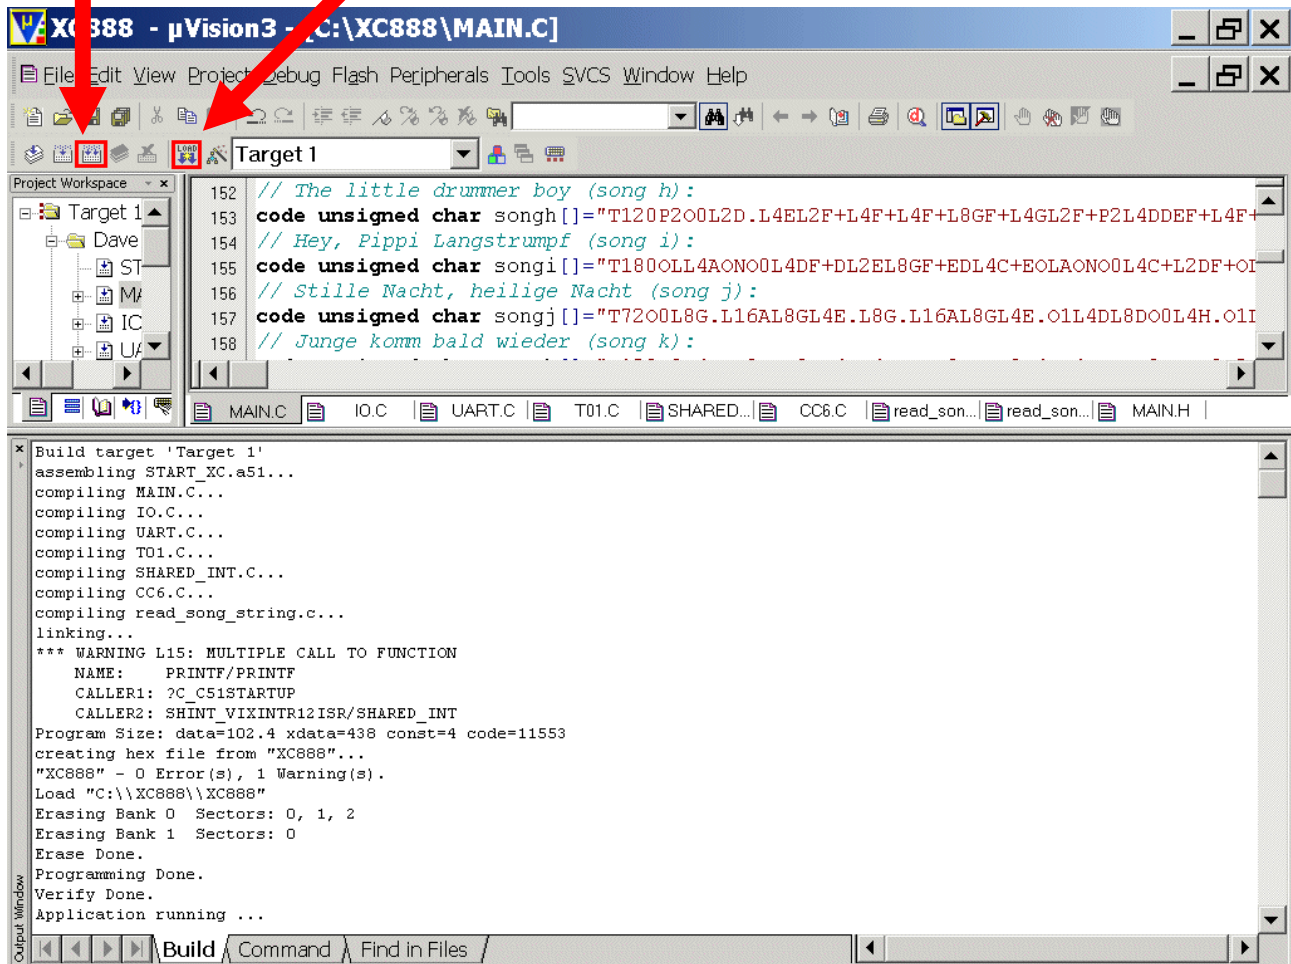 XC888 - µVision3 - [C:\XC888\MAIN.C]
File Edit View Project Debug Flash Peripherals Tools SVCS Window Help
LOAD Target 1
Project Workspace
Target 1
Dave
ST
MA
IC
UA
152 // The little drummer boy (song h):
153 code unsigned char songh[]="T120P2O0L2D.L4EL2F+L4F+L4F+L8GF+L4GL2F+P2L4DDEF+L4F+
154 // Hey, Pippi Langstrumpf (song i):
155 code unsigned char songi[]="T180OLL4AONO0L4DF+DL2EL8GF+EDL4C+EOLAONO0L4C+L2DF+OI
156 // Stille Nacht, heilige Nacht (song j):
157 code unsigned char songj[]="T72O0L8G.L16AL8GL4E.L8G.L16AL8GL4E.O1L4DL8DO0L4H.O1I
158 // Junge komm bald wieder (song k):
MAIN.C IO.C UART.C T01.C SHARED... CC6.C read_son... read_son... MAIN.H
Build target 'Target 1'
assembling START_XC.a51...
compiling MAIN.C...
compiling IO.C...
compiling UART.C...
compiling T01.C...
compiling SHARED_INT.C...
compiling CC6.C...
compiling read_song_string.c...
linking...
*** WARNING L15: MULTIPLE CALL TO FUNCTION
NAME: PRINTF/PRINTF
CALLER1: ?C_C51STARTUP
CALLER2: SHINT_VIXINTR12ISR/SHARED_INT
Program Size: data=102.4 xdata=438 const=4 code=11553
creating hex file from "XC888"...
"XC888" - 0 Error(s), 1 Warning(s).
Load "C:\\XC888\\XC888"
Erasing Bank 0 Sectors: 0, 1, 2
Erasing Bank 1 Sectors: 0
Erase Done.
Programming Done.
Verify Done.
Application running ...
Output Window
Build Command Find in Files